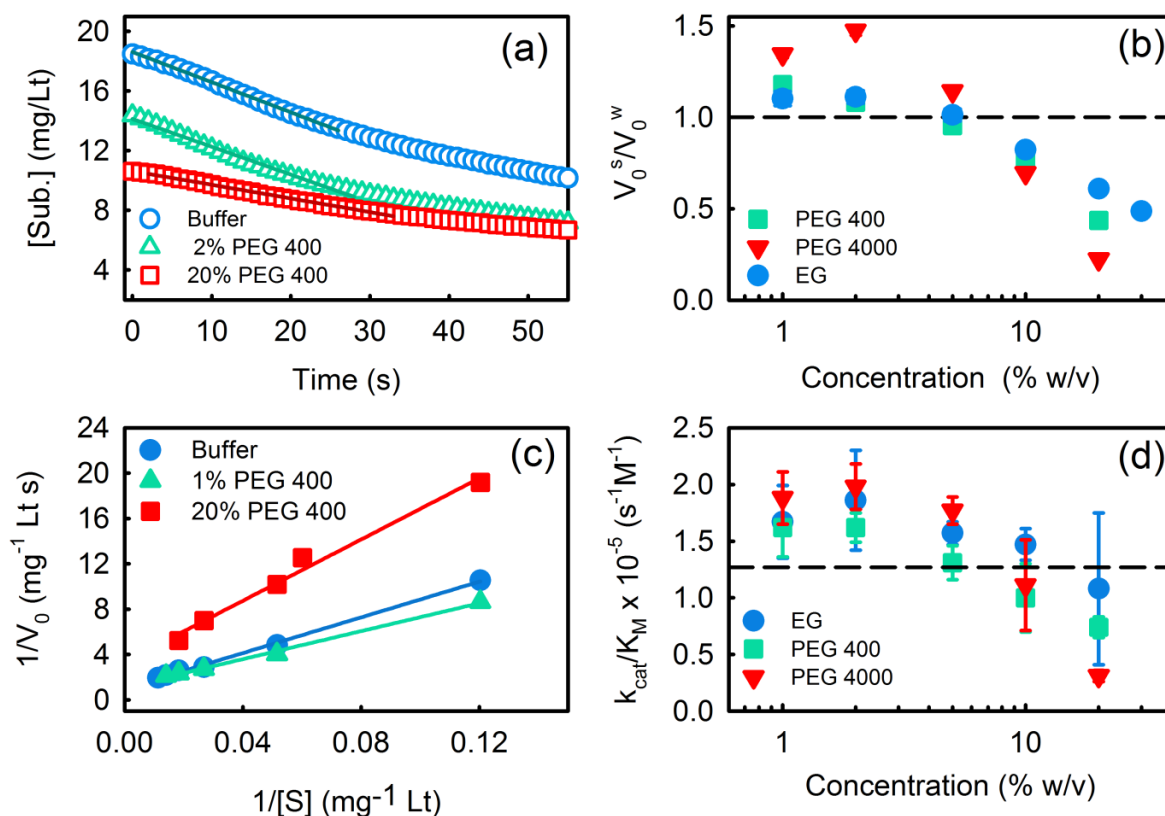 (a)
[Sub.] (mg/Lt)
20
16
12
8
4
Buffer
2% PEG 400
20% PEG 400
0 10 20 30 40 50
Time (s)
(b)
V₀ˢ/V₀ʷ
1.5
1.0
0.5
0.0
PEG 400
PEG 4000
EG
1 10
Concentration (% w/v)
(c)
1/V₀ (mg⁻¹ Lt s)
24
20
16
12
8
4
0
Buffer
1% PEG 400
20% PEG 400
0.00 0.04 0.08 0.12
1/[S] (mg⁻¹ Lt)
(d)
k_cat/K_M x 10⁻⁵ (s⁻¹M⁻¹)
2.5
2.0
1.5
1.0
0.5
0.0
EG
PEG 400
PEG 4000
1 10
Concentration (% w/v)